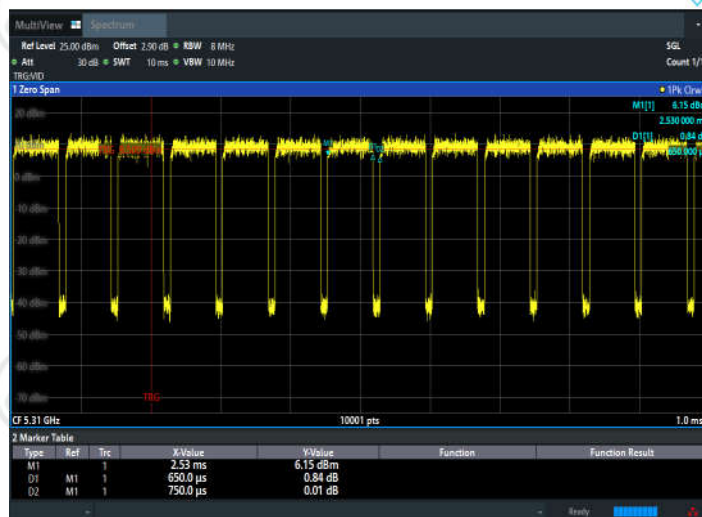 MultiView Spectrum
Ref Level 25.00 dBm Offset 2.90 dB RBW 8 MHz SGL
Att 30 dB SWT 10 ms VBW 10 MHz Count 1/1
TRG:VID
1 Zero Span 1Pk Clrw
M1[1] 6.15 dBm
2.530 000 m
D1[1] 0.84 d
650.000 µs
20 dBm
0 dBm
-10 dBm
-20 dBm
-30 dBm
-40 dBm
-50 dBm
-60 dBm
-70 dBm
TRG
CF 5.31 GHz 10001 pts 1.0 ms
2 Marker Table
Type Ref Trc X-Value Y-Value Function Function Result
M1 1 2.53 ms 6.15 dBm
D1 M1 1 650.0 µs 0.84 dB
D2 M1 1 750.0 µs 0.01 dB
Ready